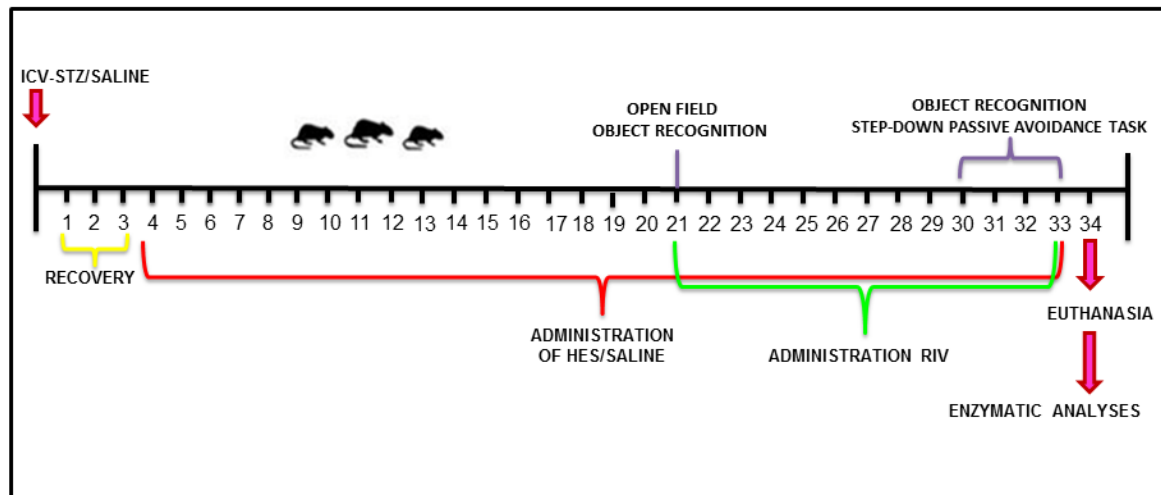 ICV-STZ/SALINE
OPEN FIELD
OBJECT RECOGNITION
OBJECT RECOGNITION
STEP-DOWN PASSIVE AVOIDANCE TASK
1 2 3 4 5 6 7 8 9 10 11 12 13 14 15 16 17 18 19 20 21 22 23 24 25 26 27 28 29 30 31 32 33 34
RECOVERY
ADMINISTRATION
OF HES/SALINE
ADMINISTRATION RIV
EUTHANASIA
ENZYMATIC ANALYSES